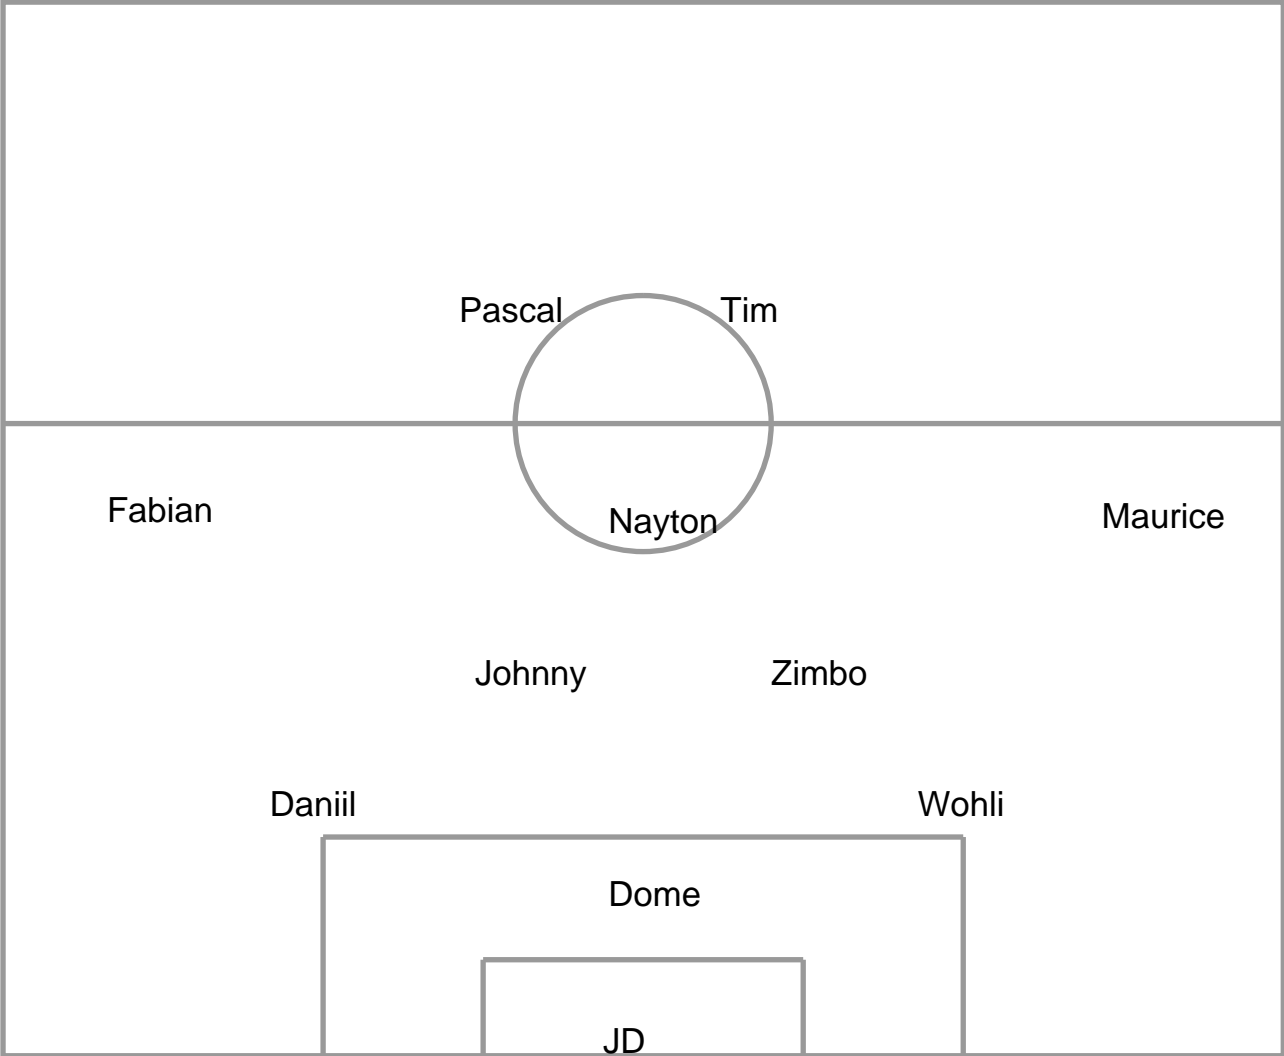 Pascal Tim
Fabian Nayton Maurice
Johnny Zimbo
Daniil Wohli
Dome
JD